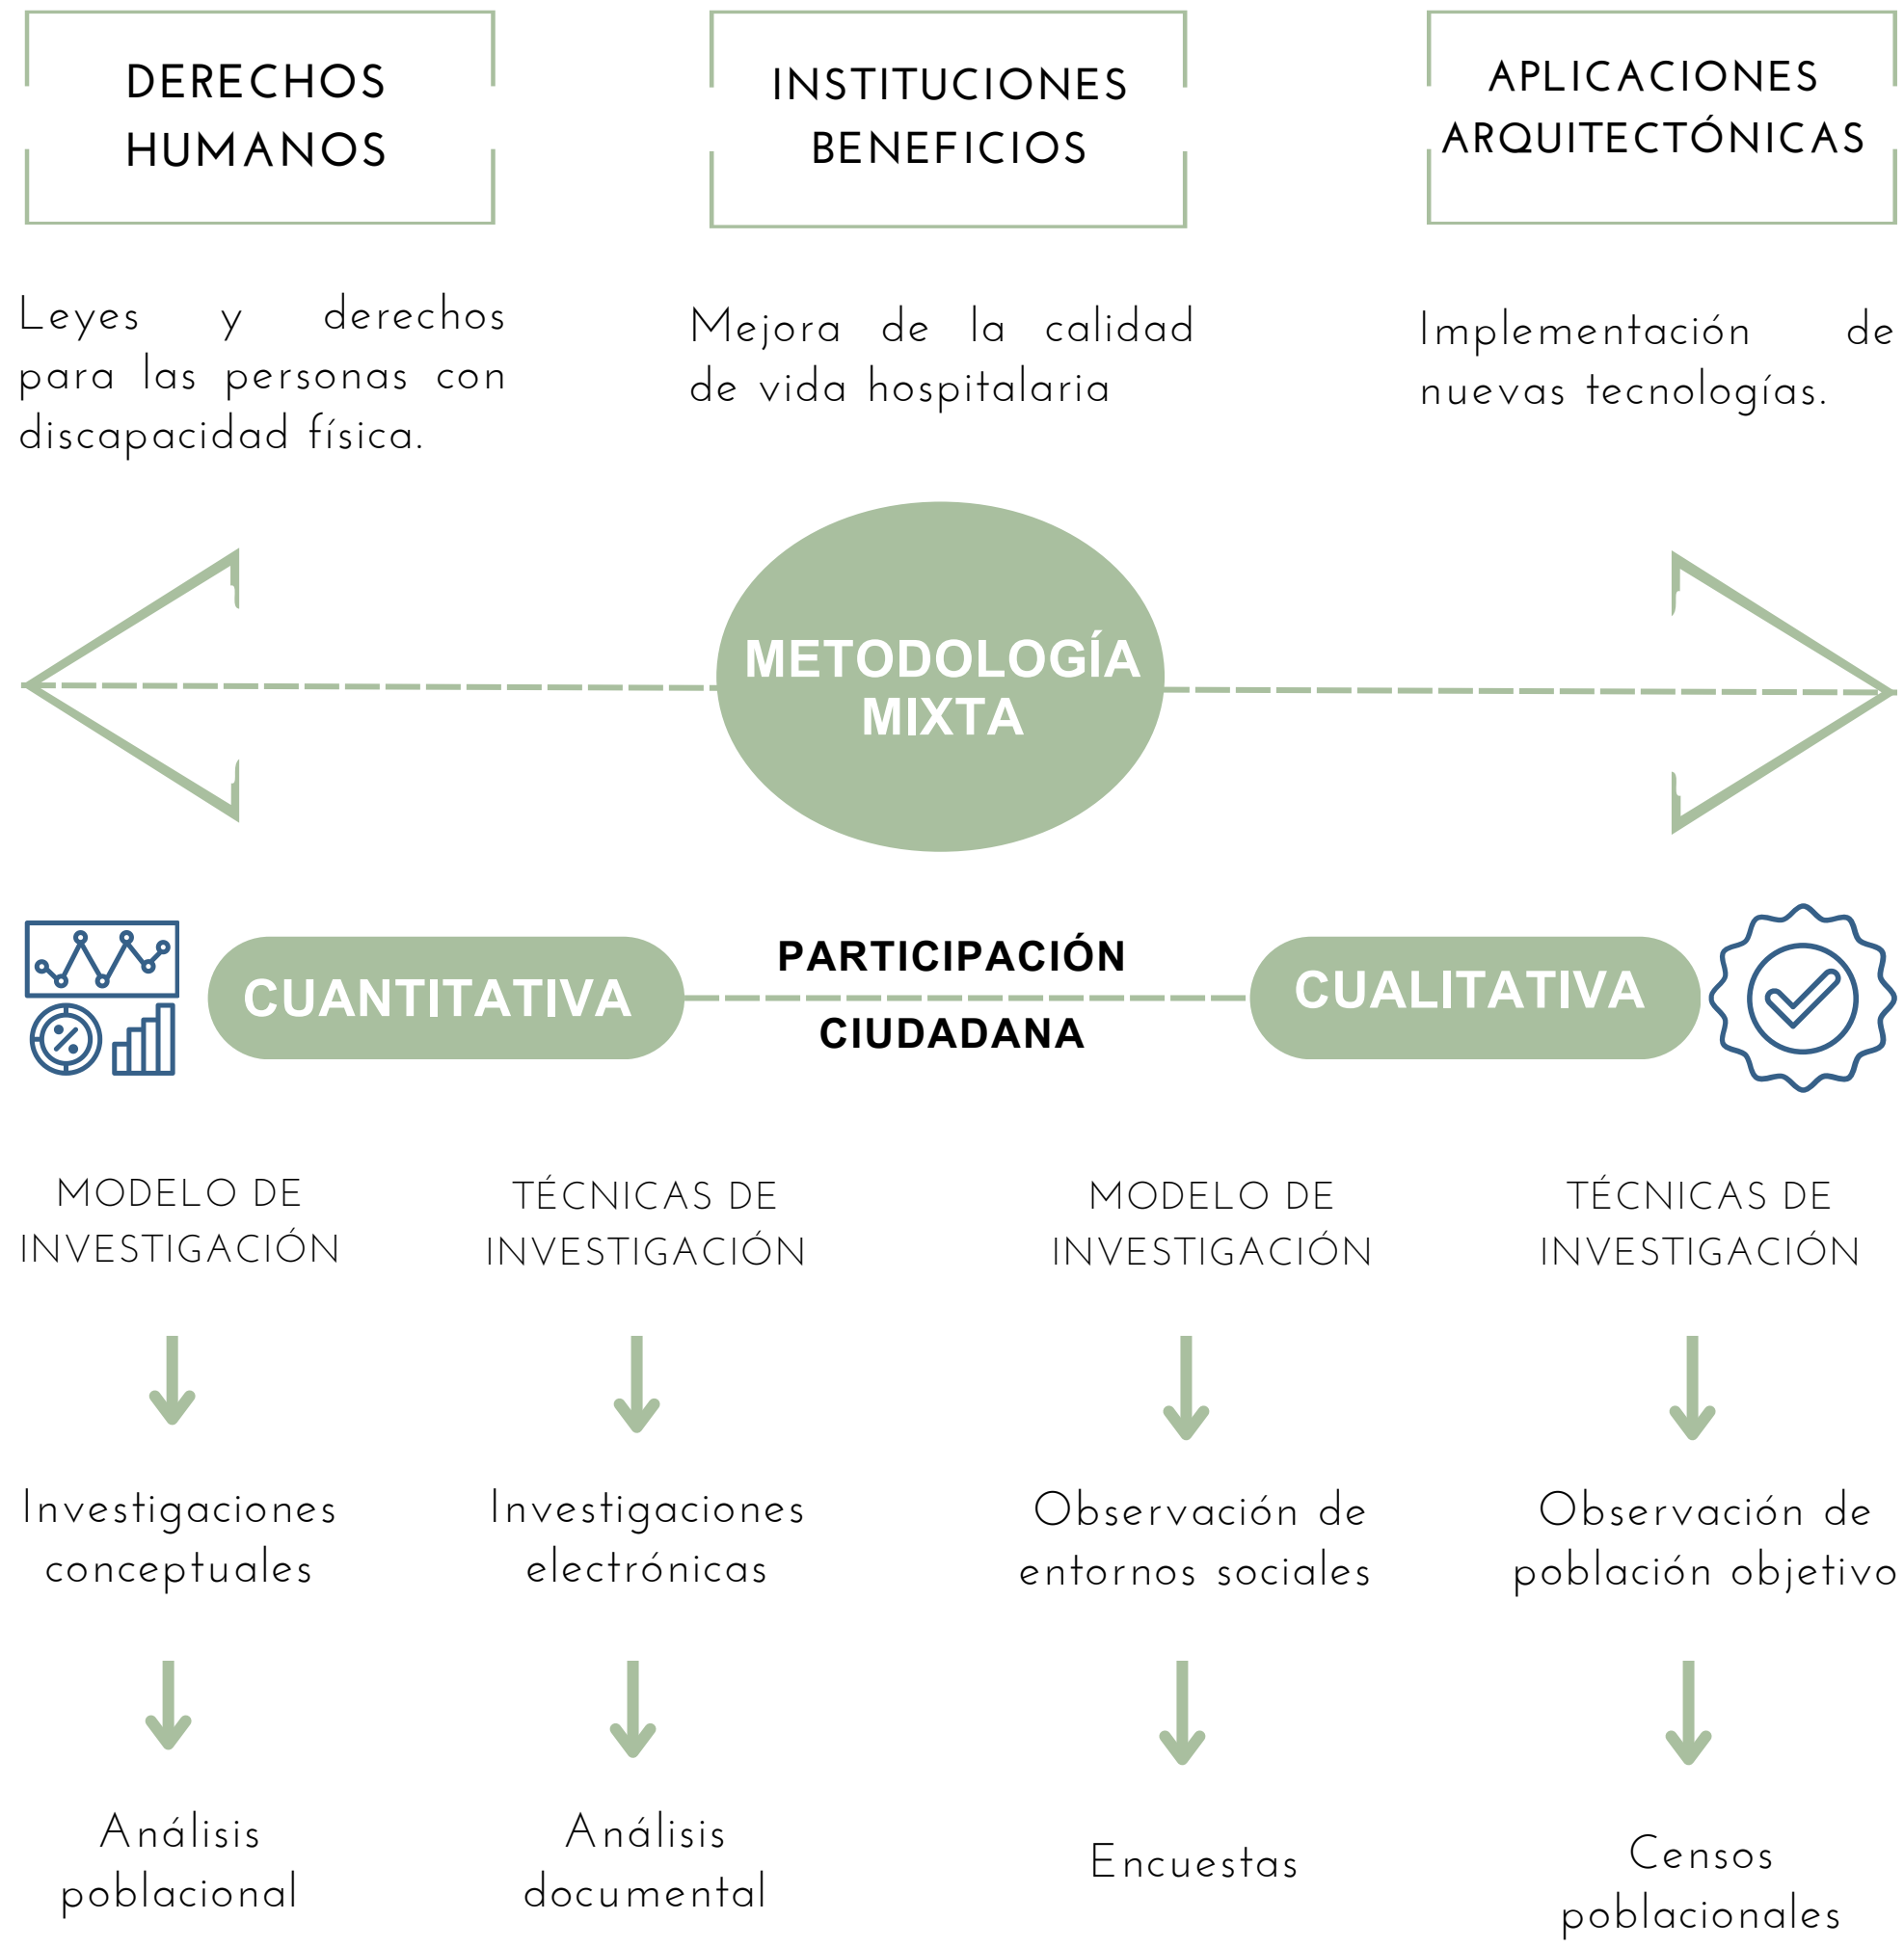 DERECHOS
HUMANOS
INSTITUCIONES
BENEFICIOS
APLICACIONES
ARQUITECTÓNICAS
Leyes y derechos
para las personas con
discapacidad física.
Mejora de la calidad
de vida hospitalaria
Implementación de
nuevas tecnologías.
METODOLOGÍA
MIXTA
CUANTITATIVA
PARTICIPACIÓN
CIUDADANA
CUALITATIVA
MODELO DE
INVESTIGACIÓN
TÉCNICAS DE
INVESTIGACIÓN
MODELO DE
INVESTIGACIÓN
TÉCNICAS DE
INVESTIGACIÓN
Investigaciones
conceptuales
Investigaciones
electrónicas
Observación de
entornos sociales
Observación de
población objetivo
Análisis
poblacional
Análisis
documental
Encuestas
Censos
poblacionales